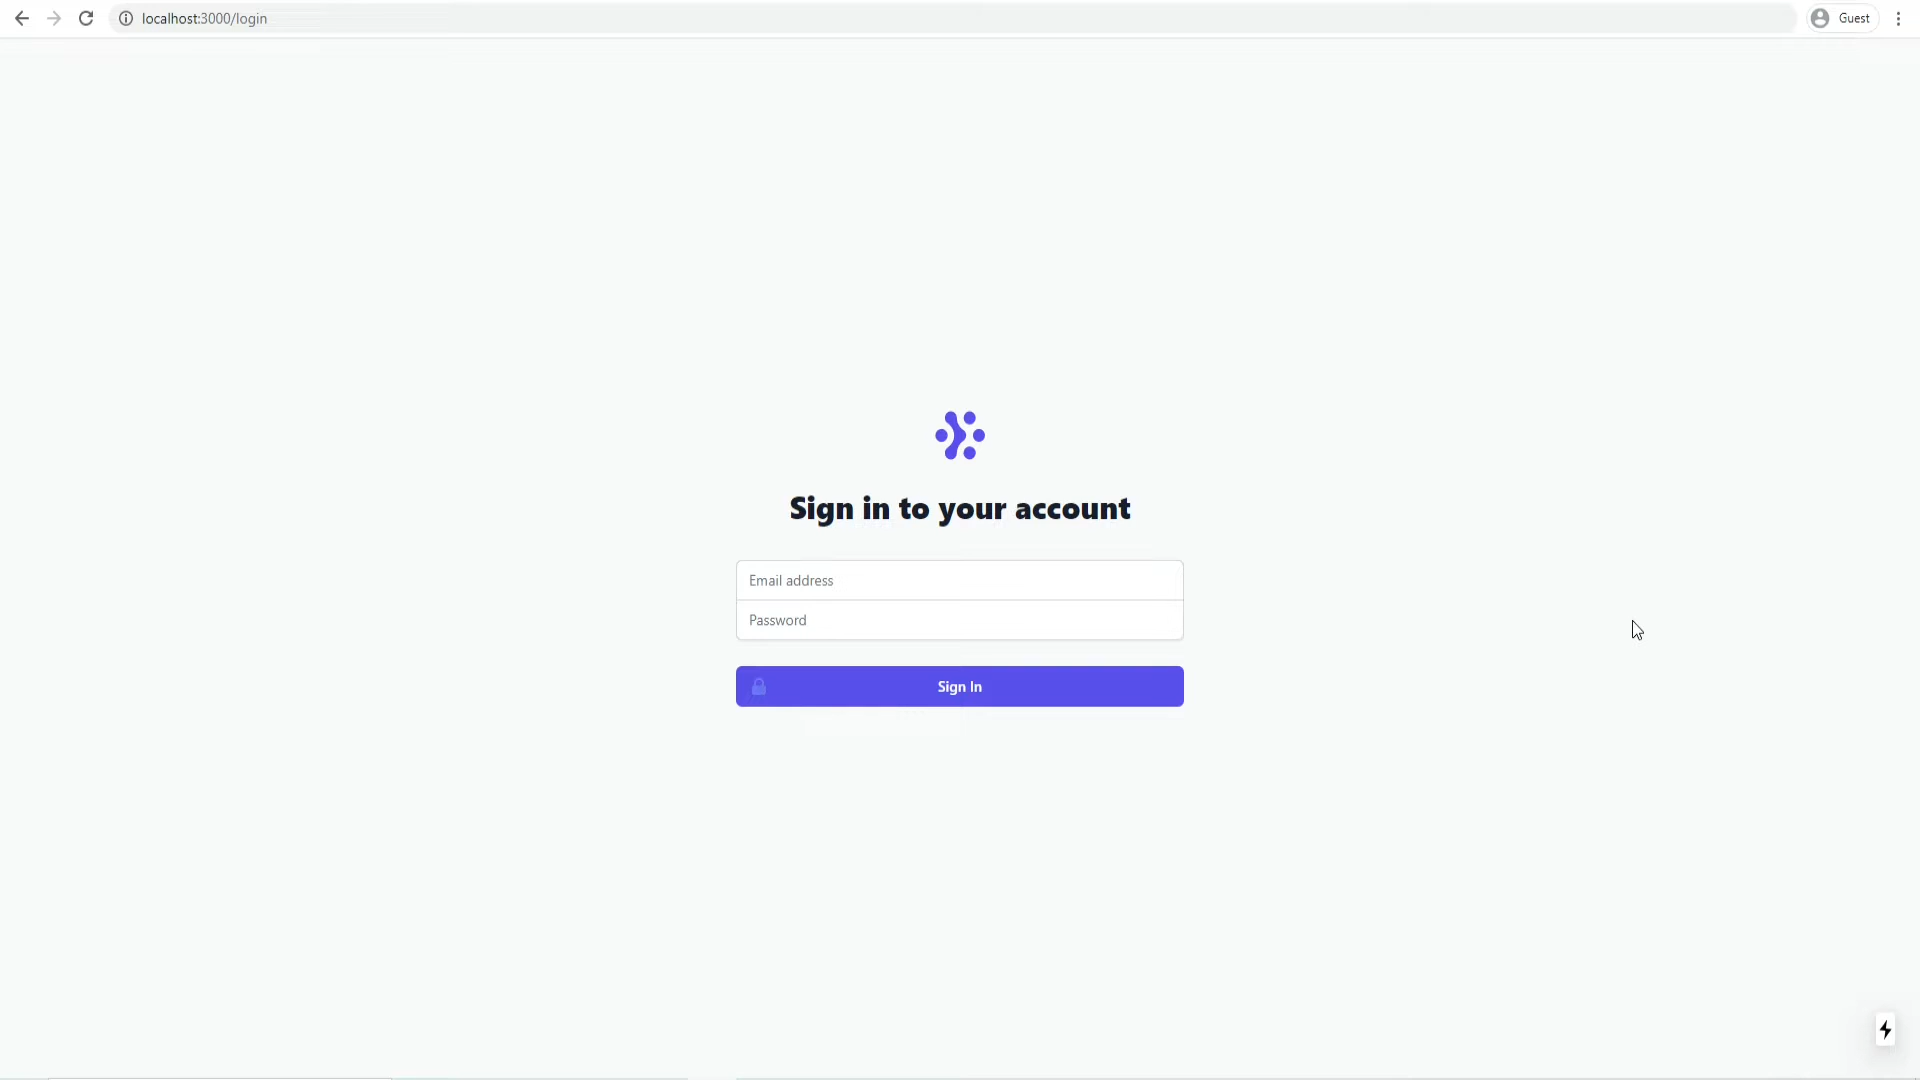 localhost:3000/login
Guest
Sign in to your account
Email address
Password
Sign In